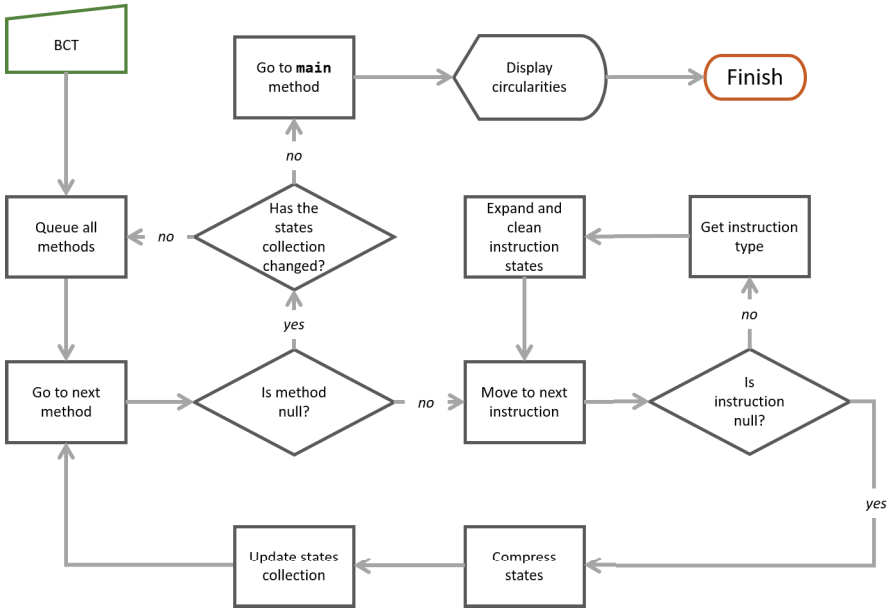 BCT
Go to main
method
Display
circularities
Finish
no
Queue all
methods
no
Has the
states
collection
changed?
Expand and
clean
instruction
states
Get instruction
type
yes
no
Go to next
method
Is method
null?
no
Move to next
instruction
Is
instruction
null?
yes
Update states
collection
Compress
states